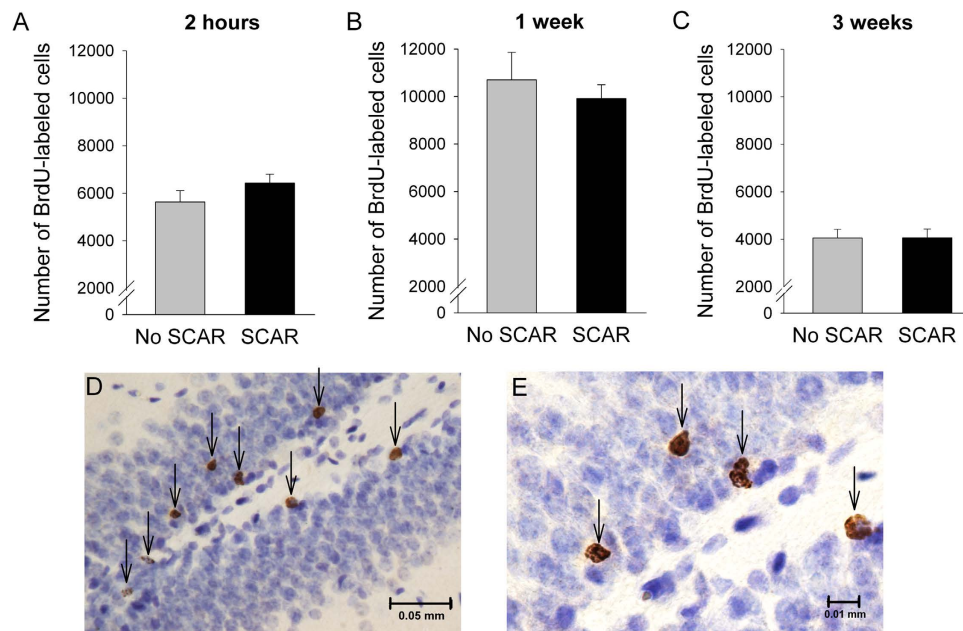 A
2 hours
Number of BrdU-labeled cells
12000
10000
8000
6000
4000
2000
0
No SCAR SCAR
B
1 week
Number of BrdU-labeled cells
12000
10000
8000
6000
4000
2000
0
No SCAR SCAR
C
3 weeks
Number of BrdU-labeled cells
12000
10000
8000
6000
4000
2000
0
No SCAR SCAR
D
0.05 mm
E
0.01 mm